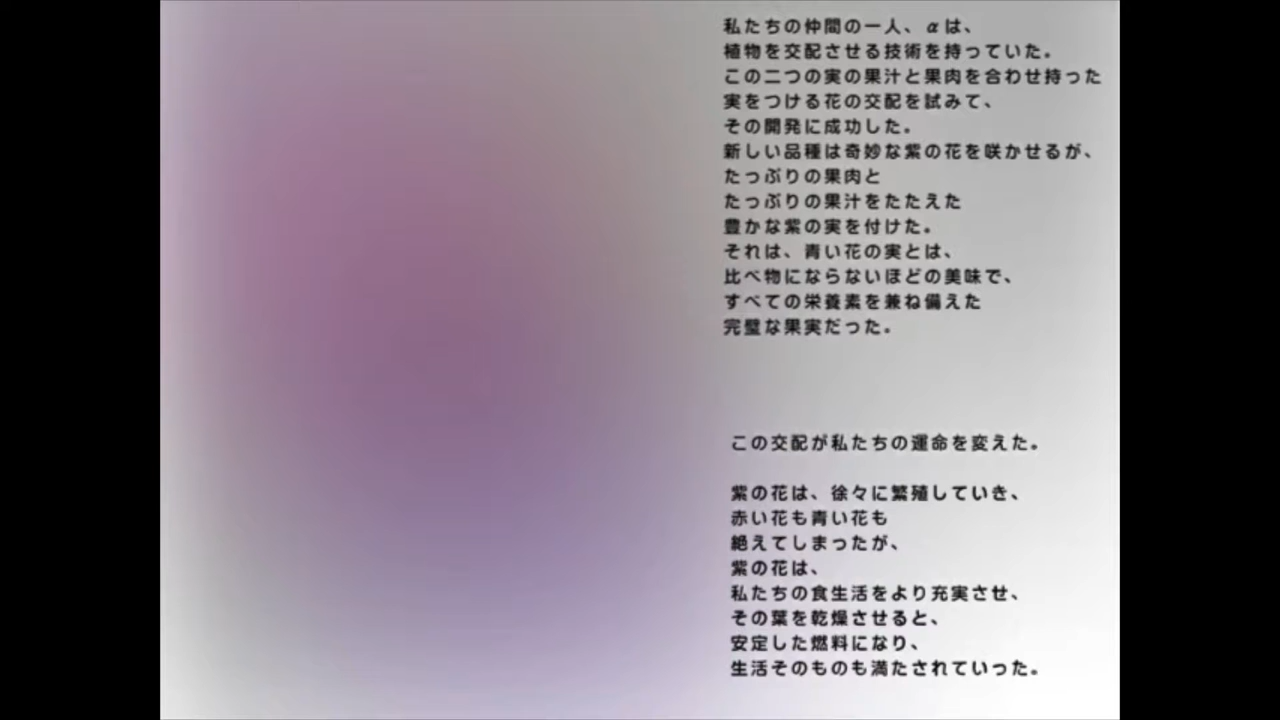 私たちの仲間の一人、αは、
植物を交配させる技術を持っていた。
この二つの実の果汁と果肉を合わせ持った
実をつける花の交配を試みて、
その開発に成功した。
新しい品種は奇妙な紫の花を咲かせるが、
たっぷりの果肉と
たっぷりの果汁をたたえた
豊かな紫の実を付けた。
それは、青い花の実とは、
比べ物にならないほどの美味で、
すべての栄養素を兼ね備えた
完璧な果実だった。
この交配が私たちの運命を変えた。
紫の花は、徐々に繁殖していき、
赤い花も青い花も
絶えてしまったが、
紫の花は、
私たちの食生活をより充実させ、
その葉を乾燥させると、
安定した燃料になり、
生活そのものも満たされていった。